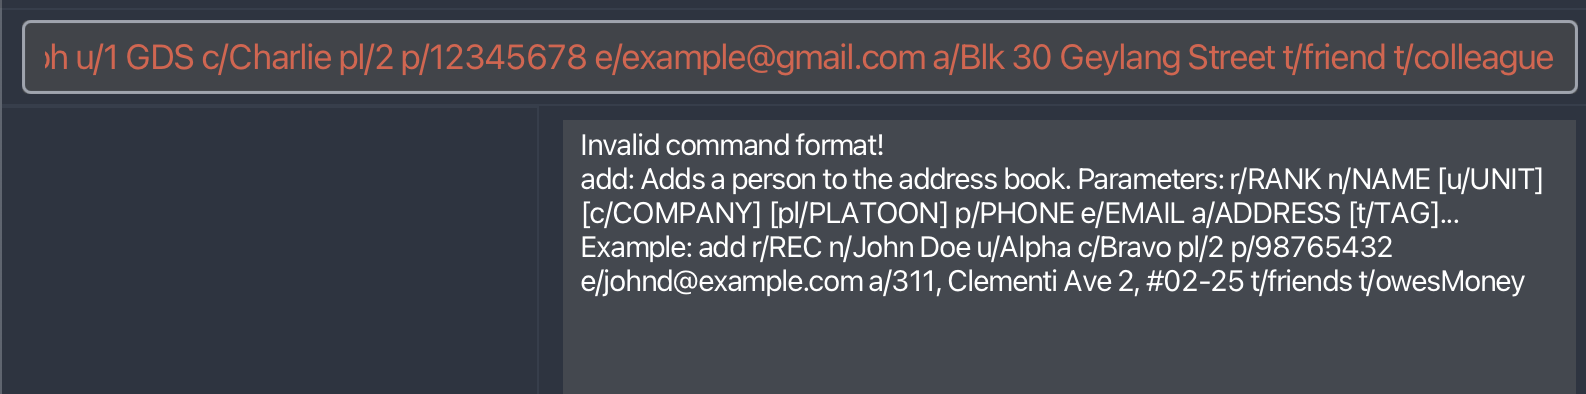 u/1 GDS c/Charlie pl/2 p/12345678 e/example@gmail.com a/Blk 30 Geylang Street t/friend t/colleague
Invalid command format!
add: Adds a person to the address book. Parameters: r/RANK n/NAME [u/UNIT]
[c/COMPANY] [pl/PLATOON] p/PHONE e/EMAIL a/ADDRESS [t/TAG]...
Example: add r/REC n/John Doe u/Alpha c/Bravo pl/2 p/98765432
e/johnd@example.com a/311, Clementi Ave 2, #02-25 t/friends t/owesMoney